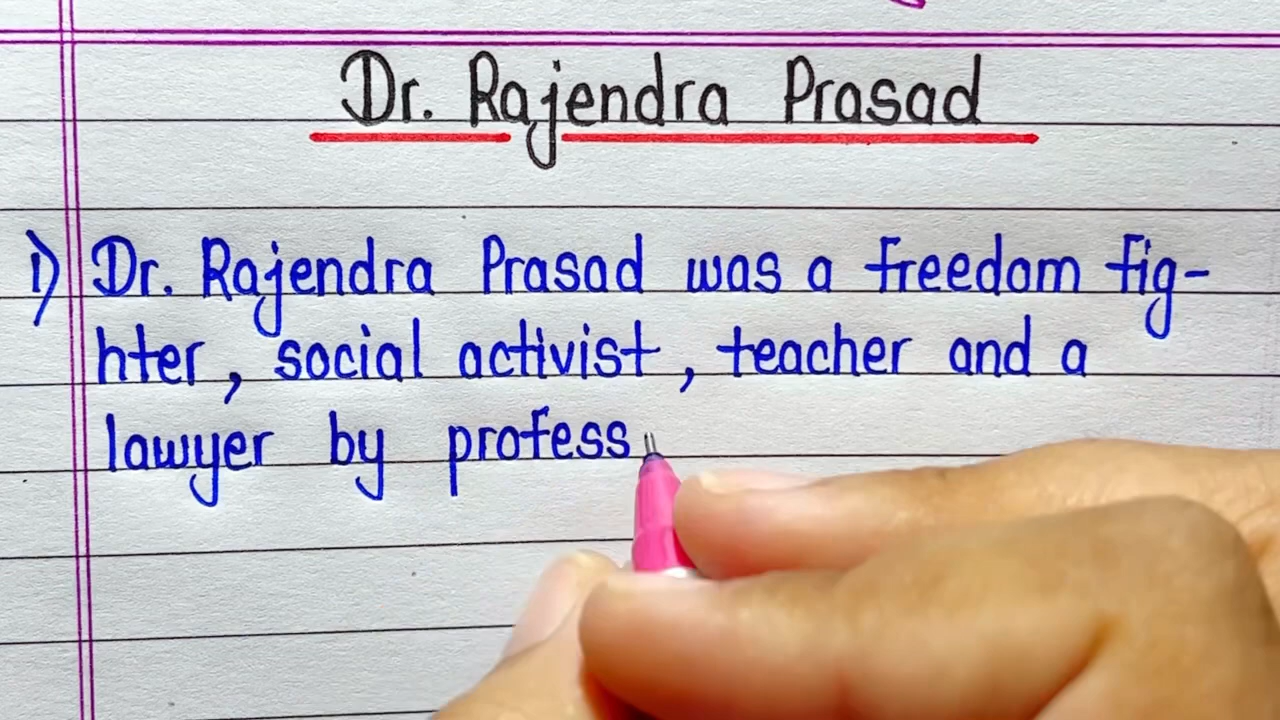 Dr. Rajendra Prasad
1) Dr. Rajendra Prasad was a freedom fig-
hter, social activist, teacher and a
lawyer by profess